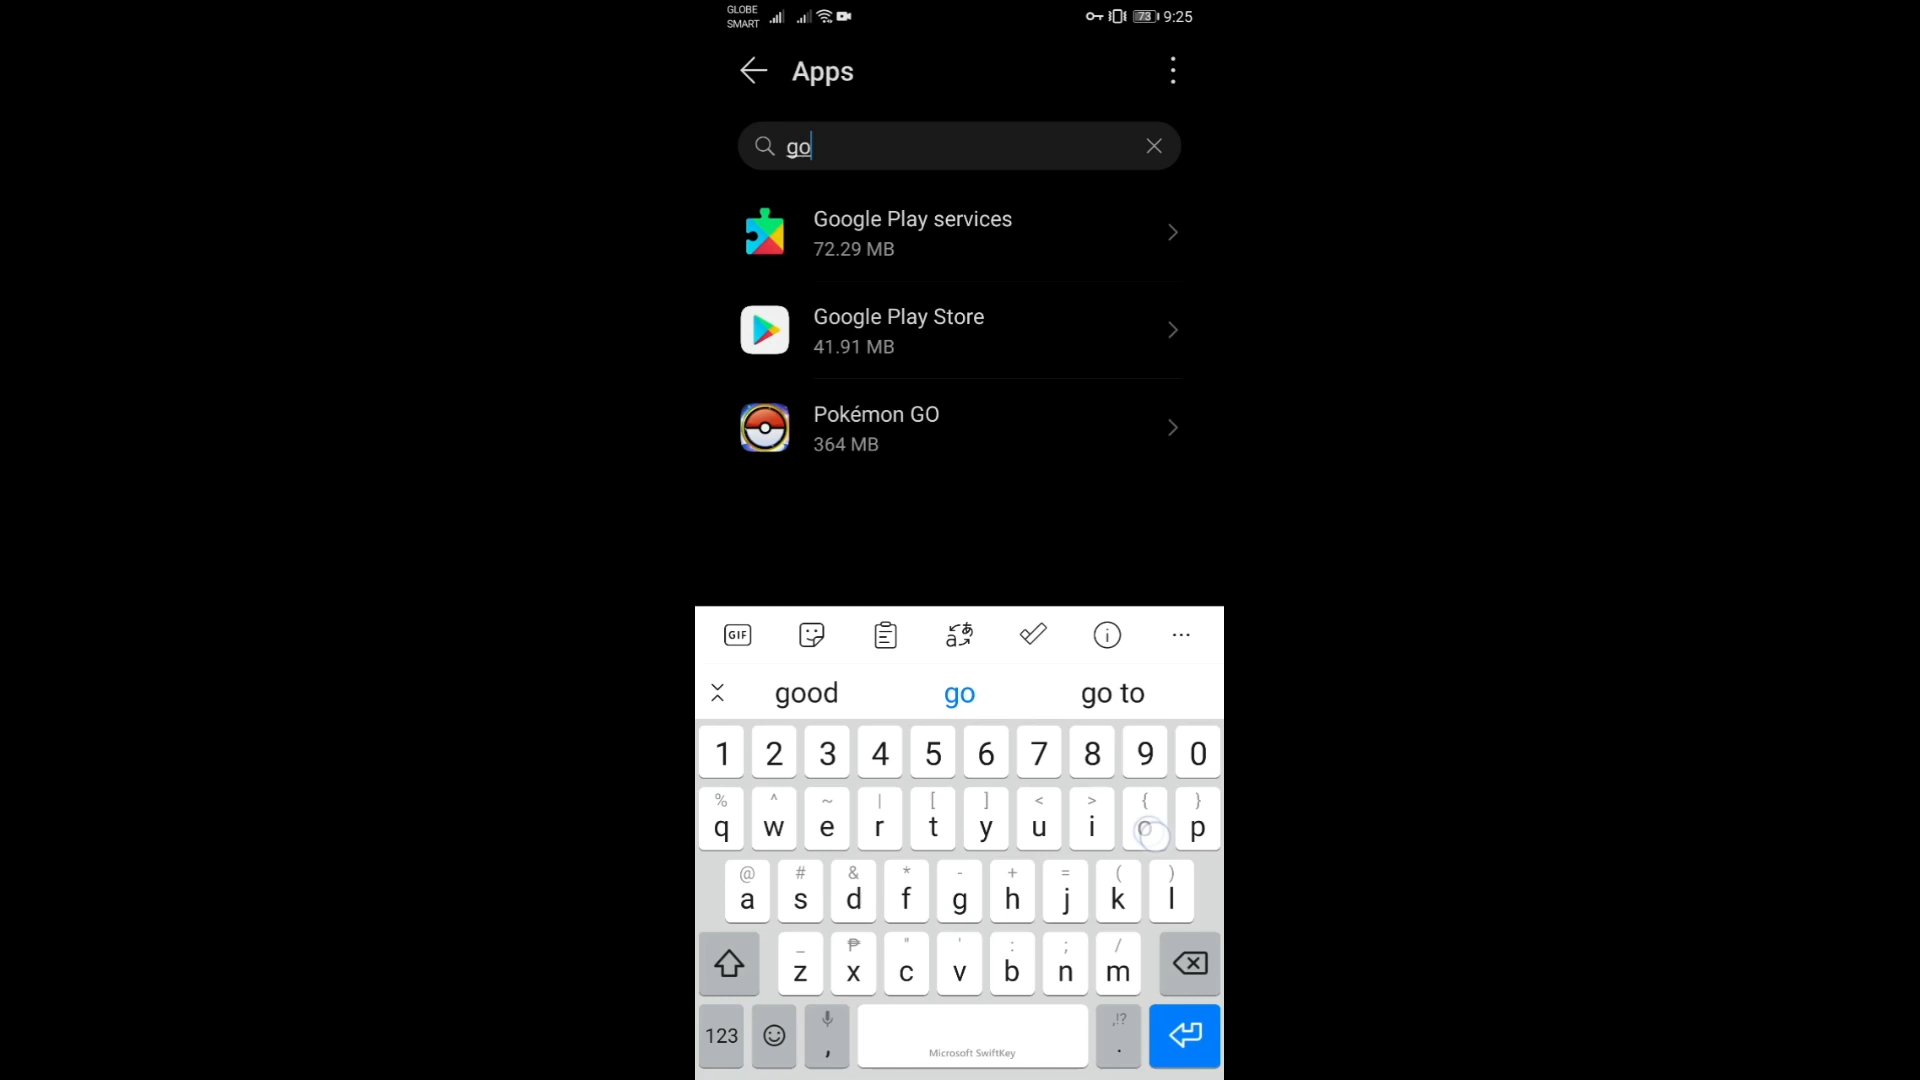 GLOBE
SMART
73 9:25
Apps
go
Google Play services
72.29 MB
Google Play Store
41.91 MB
Pokémon GO
364 MB
GIF
good go go to
1 2 3 4 5 6 7 8 9 0
% ^ ~ | [ ] < > { }
q w e r t y u i o p
@ # & * - + = ( )
a s d f g h j k l
_ ₱ " ' : ; /
z x c v b n m
,!?
123 , .
Microsoft SwiftKey